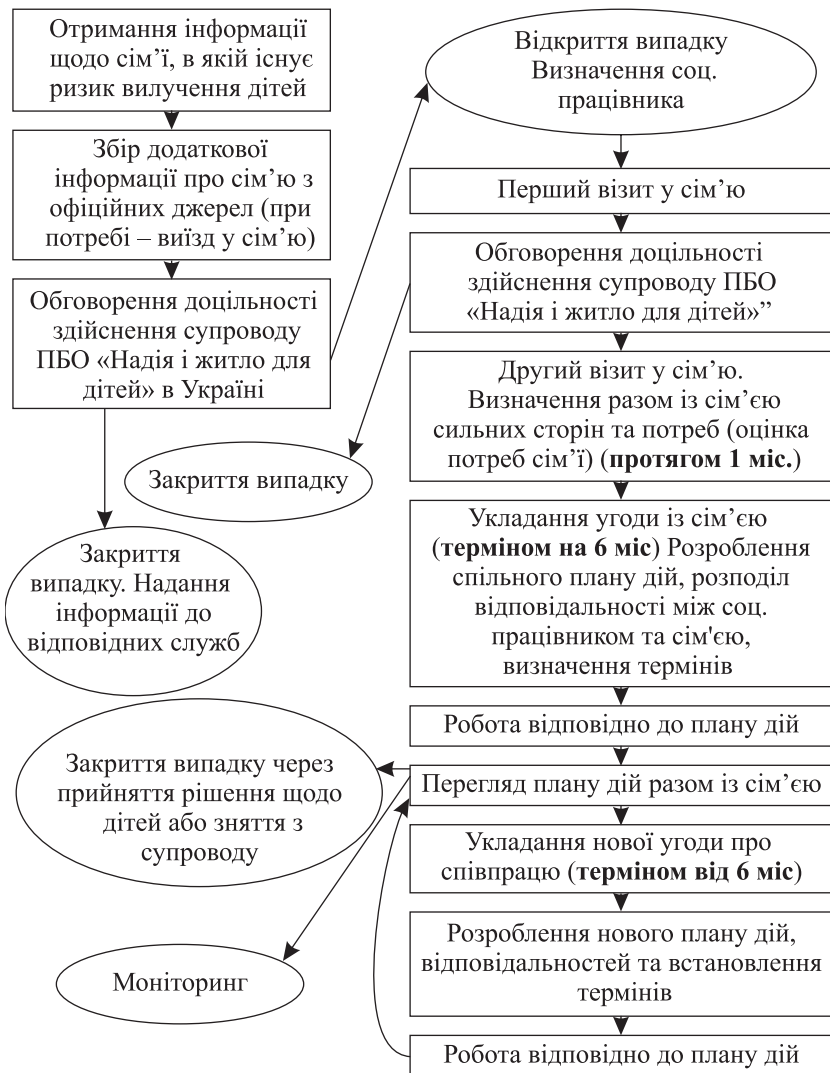 Отримання інформації
щодо сім’ї, в якій існує
ризик вилучення дітей
Збір додаткової
інформації про сім’ю з
офіційних джерел (при
потребі – виїзд у сім’ю)
Обговорення доцільності
здійснення супроводу
ПБО «Надія і житло для
дітей» в Україні
Закриття
випадку. Надання
інформації до
відповідних служб
Відкриття випадку
Визначення соц.
працівника
Перший візит у сім’ю
Обговорення доцільності
здійснення супроводу ПБО
«Надія і житло для дітей»”
Закриття випадку
Другий візит у сім’ю.
Визначення разом із сім’єю
сильних сторін та потреб (оцінка
потреб сім’ї) (протягом 1 міс.)
Укладання угоди із сім’єю
(терміном на 6 міс) Розроблення
спільного плану дій, розподіл
відповідальності між соц.
працівником та сім'єю,
визначення термінів
Робота відповідно до плану дій
Перегляд плану дій разом із сім’єю
Закриття випадку через
прийняття рішення щодо
дітей або зняття з
супроводу
Моніторинг
Укладання нової угоди про
співпрацю (терміном від 6 міс)
Розроблення нового плану дій,
відповідальностей та встановлення
термінів
Робота відповідно до плану дій